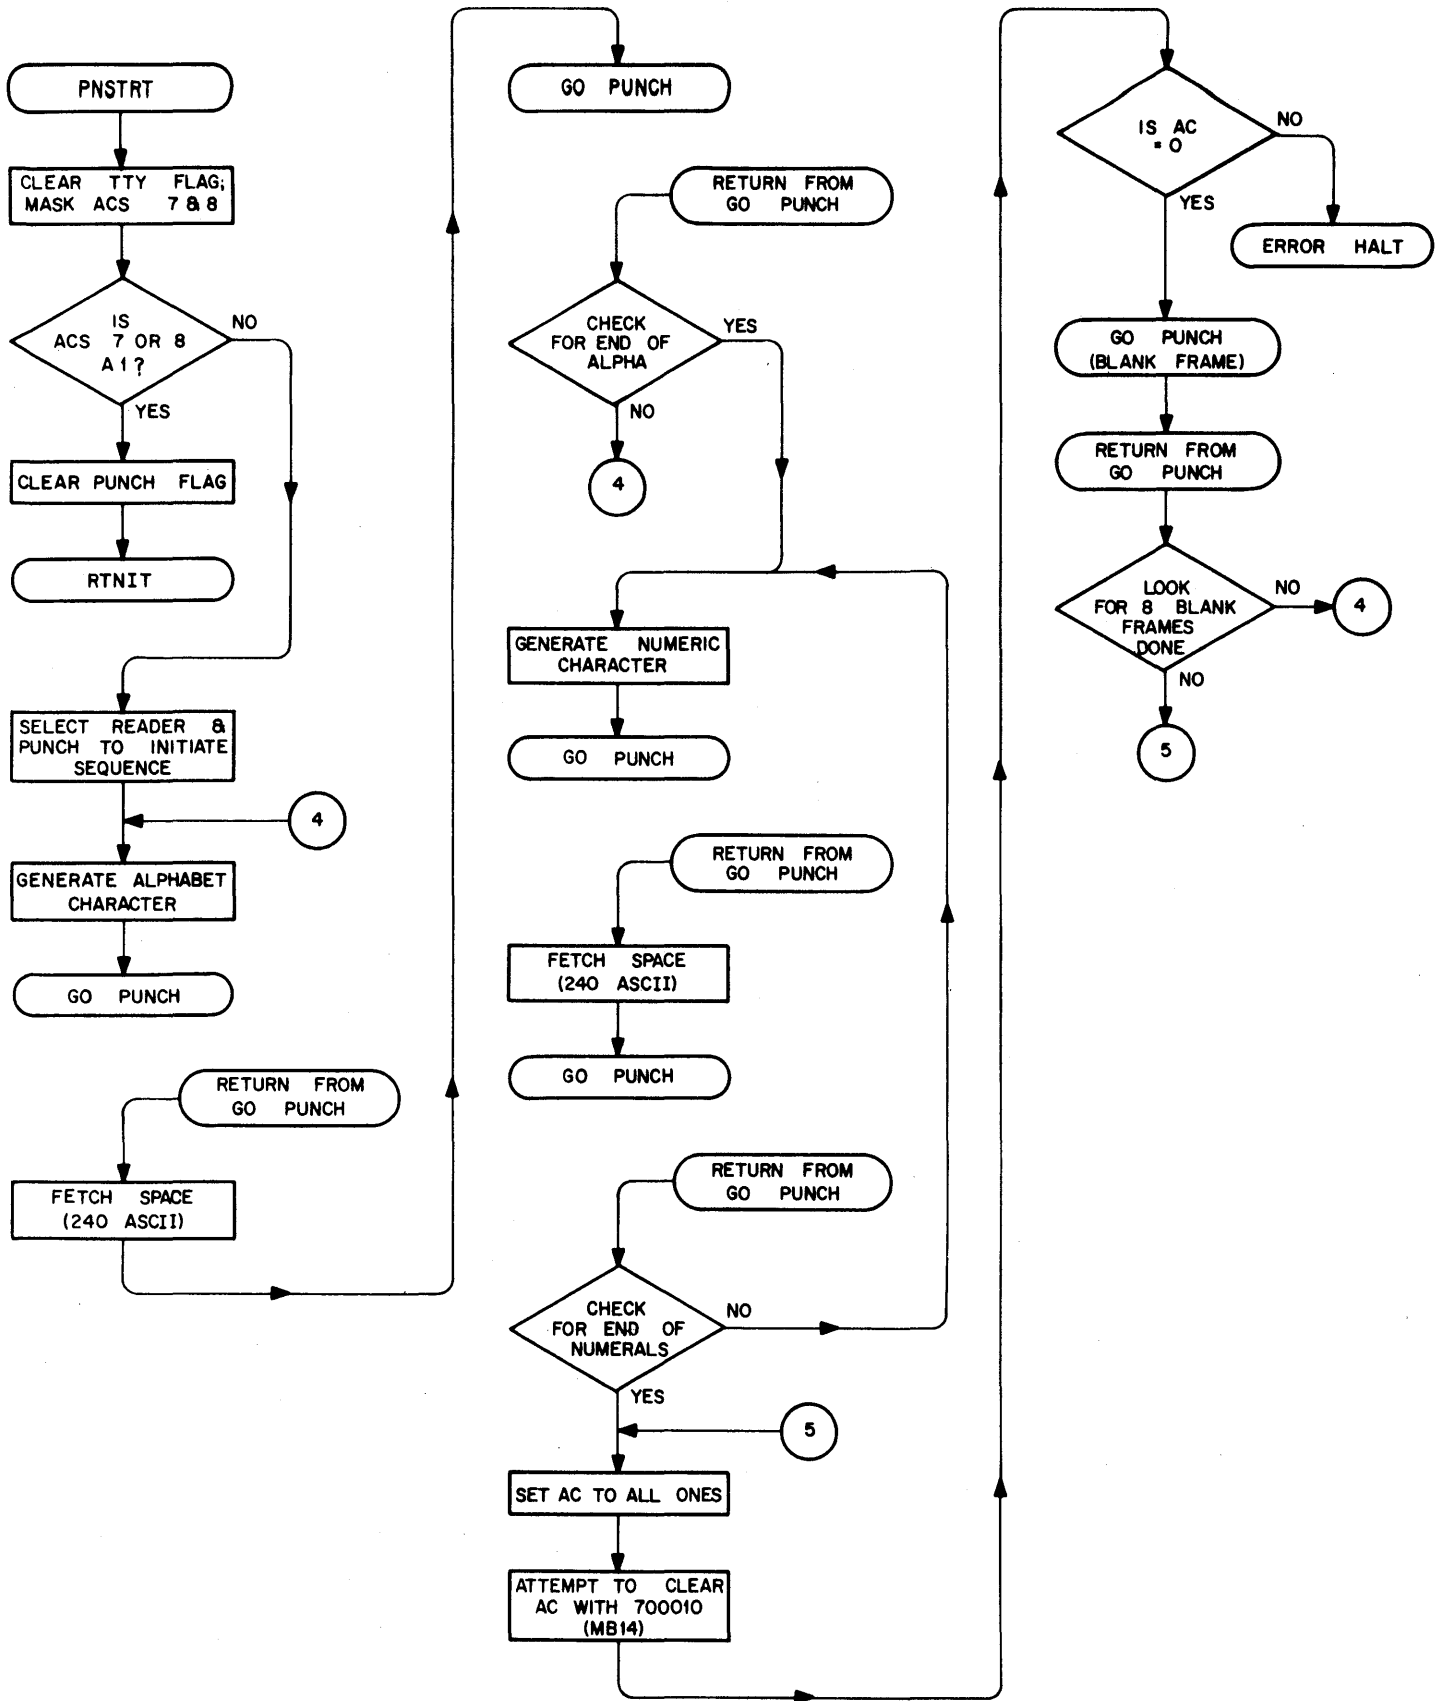 PNSTRT
CLEAR TTY FLAG;
MASK ACS 7 & 8
IS
ACS 7 OR 8
A 1 ?
NO
YES
CLEAR PUNCH FLAG
RTNIT
SELECT READER &
PUNCH TO INITIATE
SEQUENCE
4
GENERATE ALPHABET
CHARACTER
GO PUNCH
RETURN FROM
GO PUNCH
FETCH SPACE
(240 ASCII)
GO PUNCH
RETURN FROM
GO PUNCH
CHECK
FOR END OF
ALPHA
YES
NO
4
GENERATE NUMERIC
CHARACTER
GO PUNCH
RETURN FROM
GO PUNCH
FETCH SPACE
(240 ASCII)
GO PUNCH
RETURN FROM
GO PUNCH
CHECK
FOR END OF
NUMERALS
NO
YES
5
SET AC TO ALL ONES
ATTEMPT TO CLEAR
AC WITH 700010
(MB14)
IS AC
= 0
NO
YES
ERROR HALT
GO PUNCH
(BLANK FRAME)
RETURN FROM
GO PUNCH
LOOK
FOR 8 BLANK
FRAMES
DONE
NO
4
NO
5